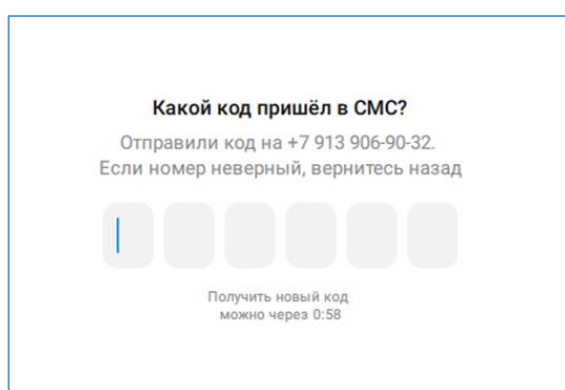 Какой код пришёл в СМС?
Отправили код на +7 913 906-90-32.
Если номер неверный, вернитесь назад
Получить новый код
можно через 0:58